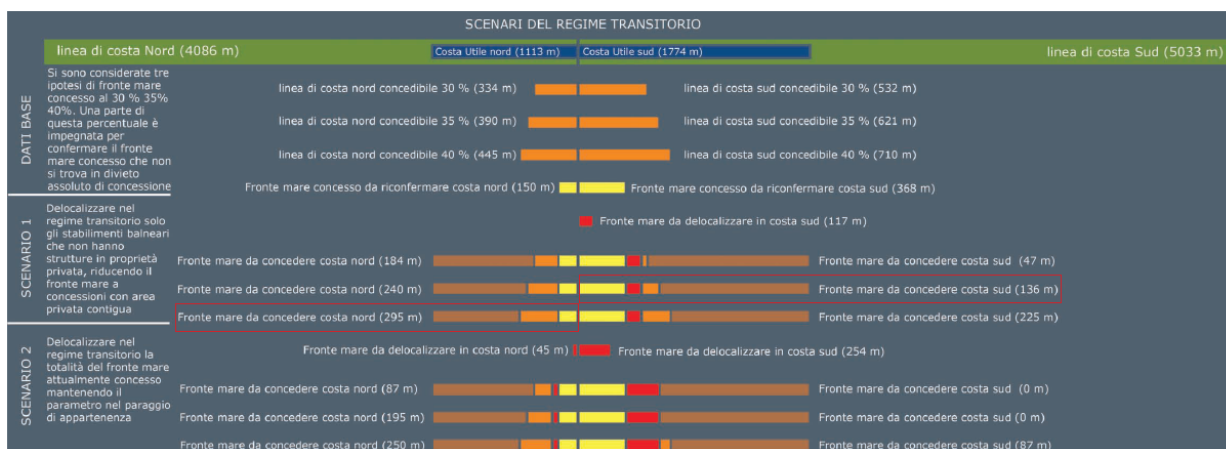 SCENARI DEL REGIME TRANSITORIO
linea di costa Nord (4086 m)
Costa Utile nord (1113 m)
Costa Utile sud (1774 m)
linea di costa Sud (5033 m)
DATI BASE
Si sono considerate tre
ipotesi di fronte mare
concesso al 30 % 35%
40%. Una parte di
questa percentuale è
impegnata per
confermare il fronte
mare concesso che non
si trova in divieto
assoluto di concessione
linea di costa nord concedibile 30 % (334 m)
linea di costa sud concedibile 30 % (532 m)
linea di costa nord concedibile 35 % (390 m)
linea di costa sud concedibile 35 % (621 m)
linea di costa nord concedibile 40 % (445 m)
linea di costa sud concedibile 40 % (710 m)
Fronte mare concesso da riconfermare costa nord (150 m)
Fronte mare concesso da riconfermare costa sud (368 m)
SCENARIO 1
Delocalizzare nel
regime transitorio solo
gli stabilimenti balneari
che non hanno
strutture in proprietà
privata, riducendo il
fronte mare a
concessioni con area
privata contigua
Fronte mare da delocalizzare in costa sud (117 m)
Fronte mare da concedere costa nord (184 m)
Fronte mare da concedere costa sud (47 m)
Fronte mare da concedere costa nord (240 m)
Fronte mare da concedere costa sud (136 m)
Fronte mare da concedere costa nord (295 m)
Fronte mare da concedere costa sud (225 m)
SCENARIO 2
Delocalizzare nel
regime transitorio la
totalità del fronte mare
attualmente concesso
mantenendo il
parametro nel paraggio
di appartenenza
Fronte mare da delocalizzare in costa nord (45 m)
Fronte mare da delocalizzare in costa sud (254 m)
Fronte mare da concedere costa nord (87 m)
Fronte mare da concedere costa sud (0 m)
Fronte mare da concedere costa nord (195 m)
Fronte mare da concedere costa sud (0 m)
Fronte mare da concedere costa nord (250 m)
Fronte mare da concedere costa sud (87 m)